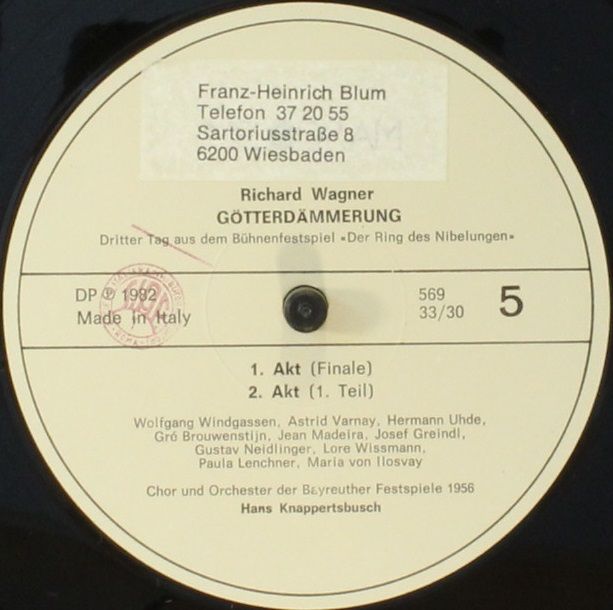 Franz-Heinrich Blum
Telefon 37 20 55
Sartoriusstraße 8
6200 Wiesbaden
Richard Wagner
GÖTTERDÄMMERUNG
Dritter Tag aus dem Bühnenfestspiel »Der Ring des Nibelungen«
DP ℗ 1982
Made in Italy
569
33/30
5
1. Akt (Finale)
2. Akt (1. Teil)
Wolfgang Windgassen, Astrid Varnay, Hermann Uhde,
Gré Brouwenstijn, Jean Madeira, Josef Greindl,
Gustav Neidlinger, Lore Wissmann,
Paula Lenchner, Maria von Ilosvay
Chor und Orchester der Bayreuther Festspiele 1956
Hans Knappertsbusch